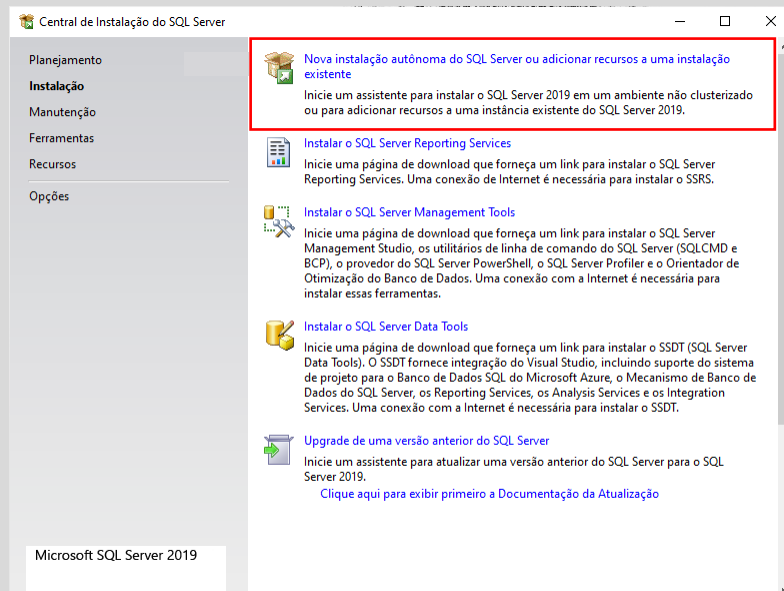 Central de Instalação do SQL Server
Planejamento
Instalação
Manutenção
Ferramentas
Recursos
Opções
Nova instalação autônoma do SQL Server ou adicionar recursos a uma instalação
existente
Inicie um assistente para instalar o SQL Server 2019 em um ambiente não clusterizado
ou para adicionar recursos a uma instância existente do SQL Server 2019.
Instalar o SQL Server Reporting Services
Inicie uma página de download que forneça um link para instalar o SQL Server
Reporting Services. Uma conexão de Internet é necessária para instalar o SSRS.
Instalar o SQL Server Management Tools
Inicie uma página de download que forneça um link para instalar o SQL Server
Management Studio, os utilitários de linha de comando do SQL Server (SQLCMD e
BCP), o provedor do SQL Server PowerShell, o SQL Server Profiler e o Orientador de
Otimização do Banco de Dados. Uma conexão com a Internet é necessária para
instalar essas ferramentas.
Instalar o SQL Server Data Tools
Inicie uma página de download que forneça um link para instalar o SSDT (SQL Server
Data Tools). O SSDT fornece integração do Visual Studio, incluindo suporte do sistema
de projeto para o Banco de Dados SQL do Microsoft Azure, o Mecanismo de Banco de
Dados do SQL Server, os Reporting Services, os Analysis Services e os Integration
Services. Uma conexão com a Internet é necessária para instalar o SSDT.
Upgrade de uma versão anterior do SQL Server
Inicie um assistente para atualizar uma versão anterior do SQL Server para o SQL
Server 2019.
Clique aqui para exibir primeiro a Documentação da Atualização
Microsoft SQL Server 2019